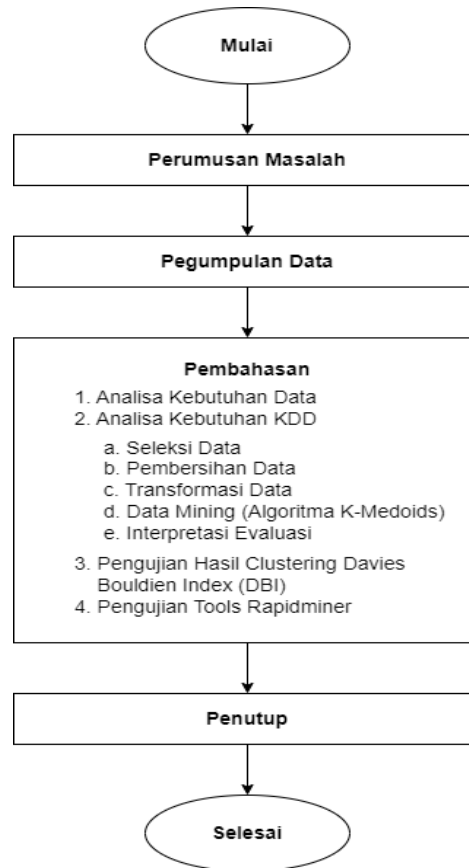 Mulai
Perumusan Masalah
Pegumpulan Data
Pembahasan
1. Analisa Kebutuhan Data
2. Analisa Kebutuhan KDD
a. Seleksi Data
b. Pembersihan Data
c. Transformasi Data
d. Data Mining (Algoritma K-Medoids)
e. Interpretasi Evaluasi
3. Pengujian Hasil Clustering Davies
Bouldien Index (DBI)
4. Pengujian Tools Rapidminer
Penutup
Selesai